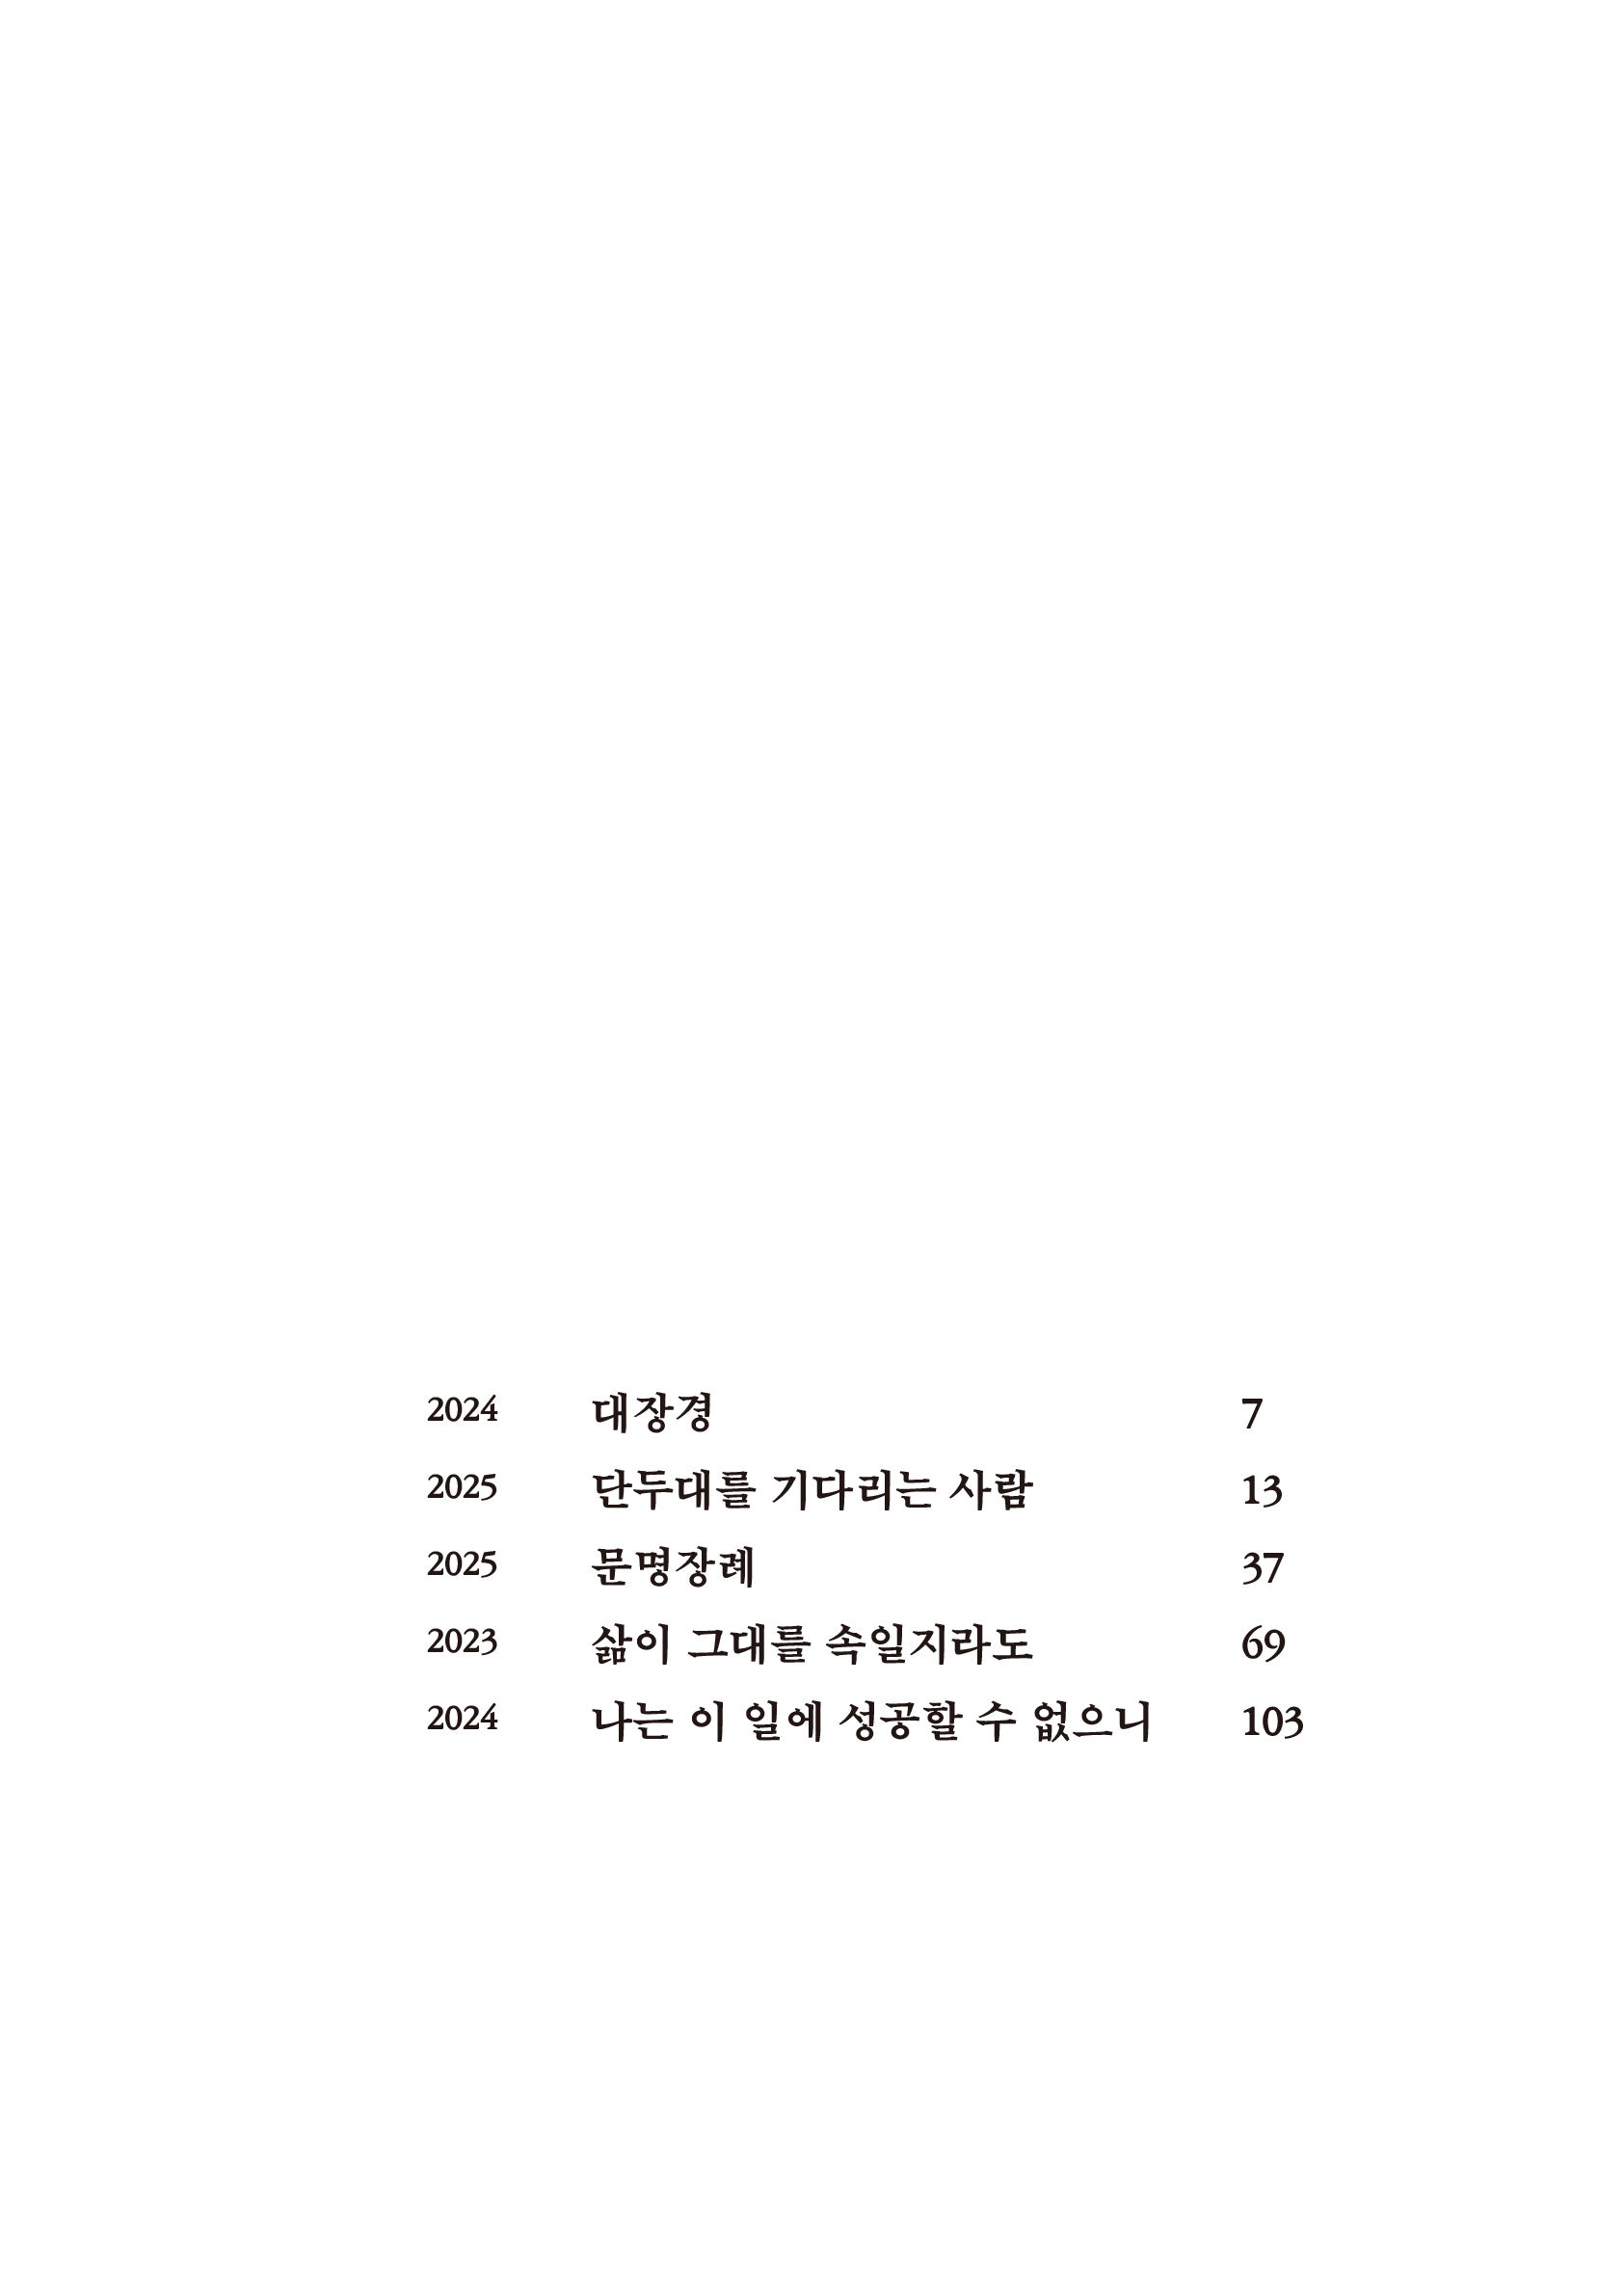 2024 대장경 7
2025 단두대를 기다리는 사람 13
2025 문명장례 37
2023 삶이 그대를 속일지라도 69
2024 나는 이 일에 성공할 수 없으니 103